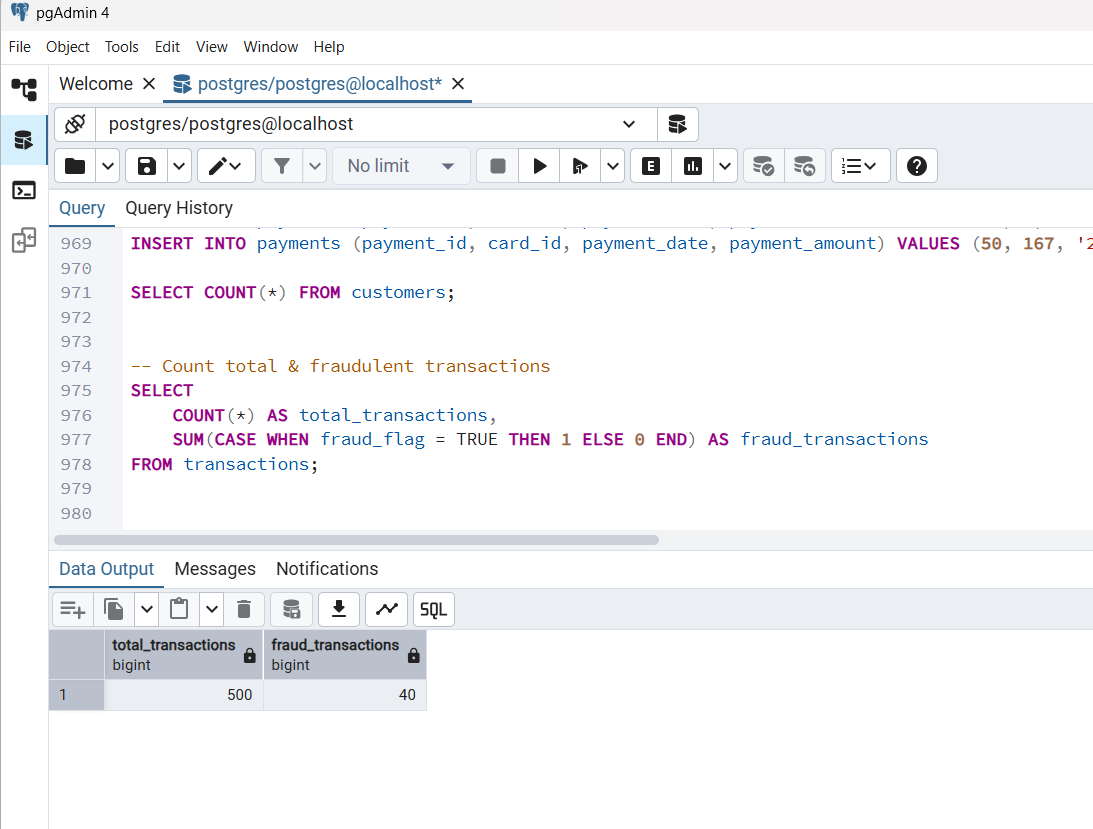 pgAdmin 4
File Object Tools Edit View Window Help
Welcome postgres/postgres@localhost*
postgres/postgres@localhost
No limit
E
Query Query History
969 INSERT INTO payments (payment_id, card_id, payment_date, payment_amount) VALUES (50, 167, '2
970
971 SELECT COUNT(*) FROM customers;
972
973
974 -- Count total & fraudulent transactions
975 SELECT
976 COUNT(*) AS total_transactions,
977 SUM(CASE WHEN fraud_flag = TRUE THEN 1 ELSE 0 END) AS fraud_transactions
978 FROM transactions;
979
980
Data Output Messages Notifications
SQL
total_transactions fraud_transactions
bigint bigint
1 500 40